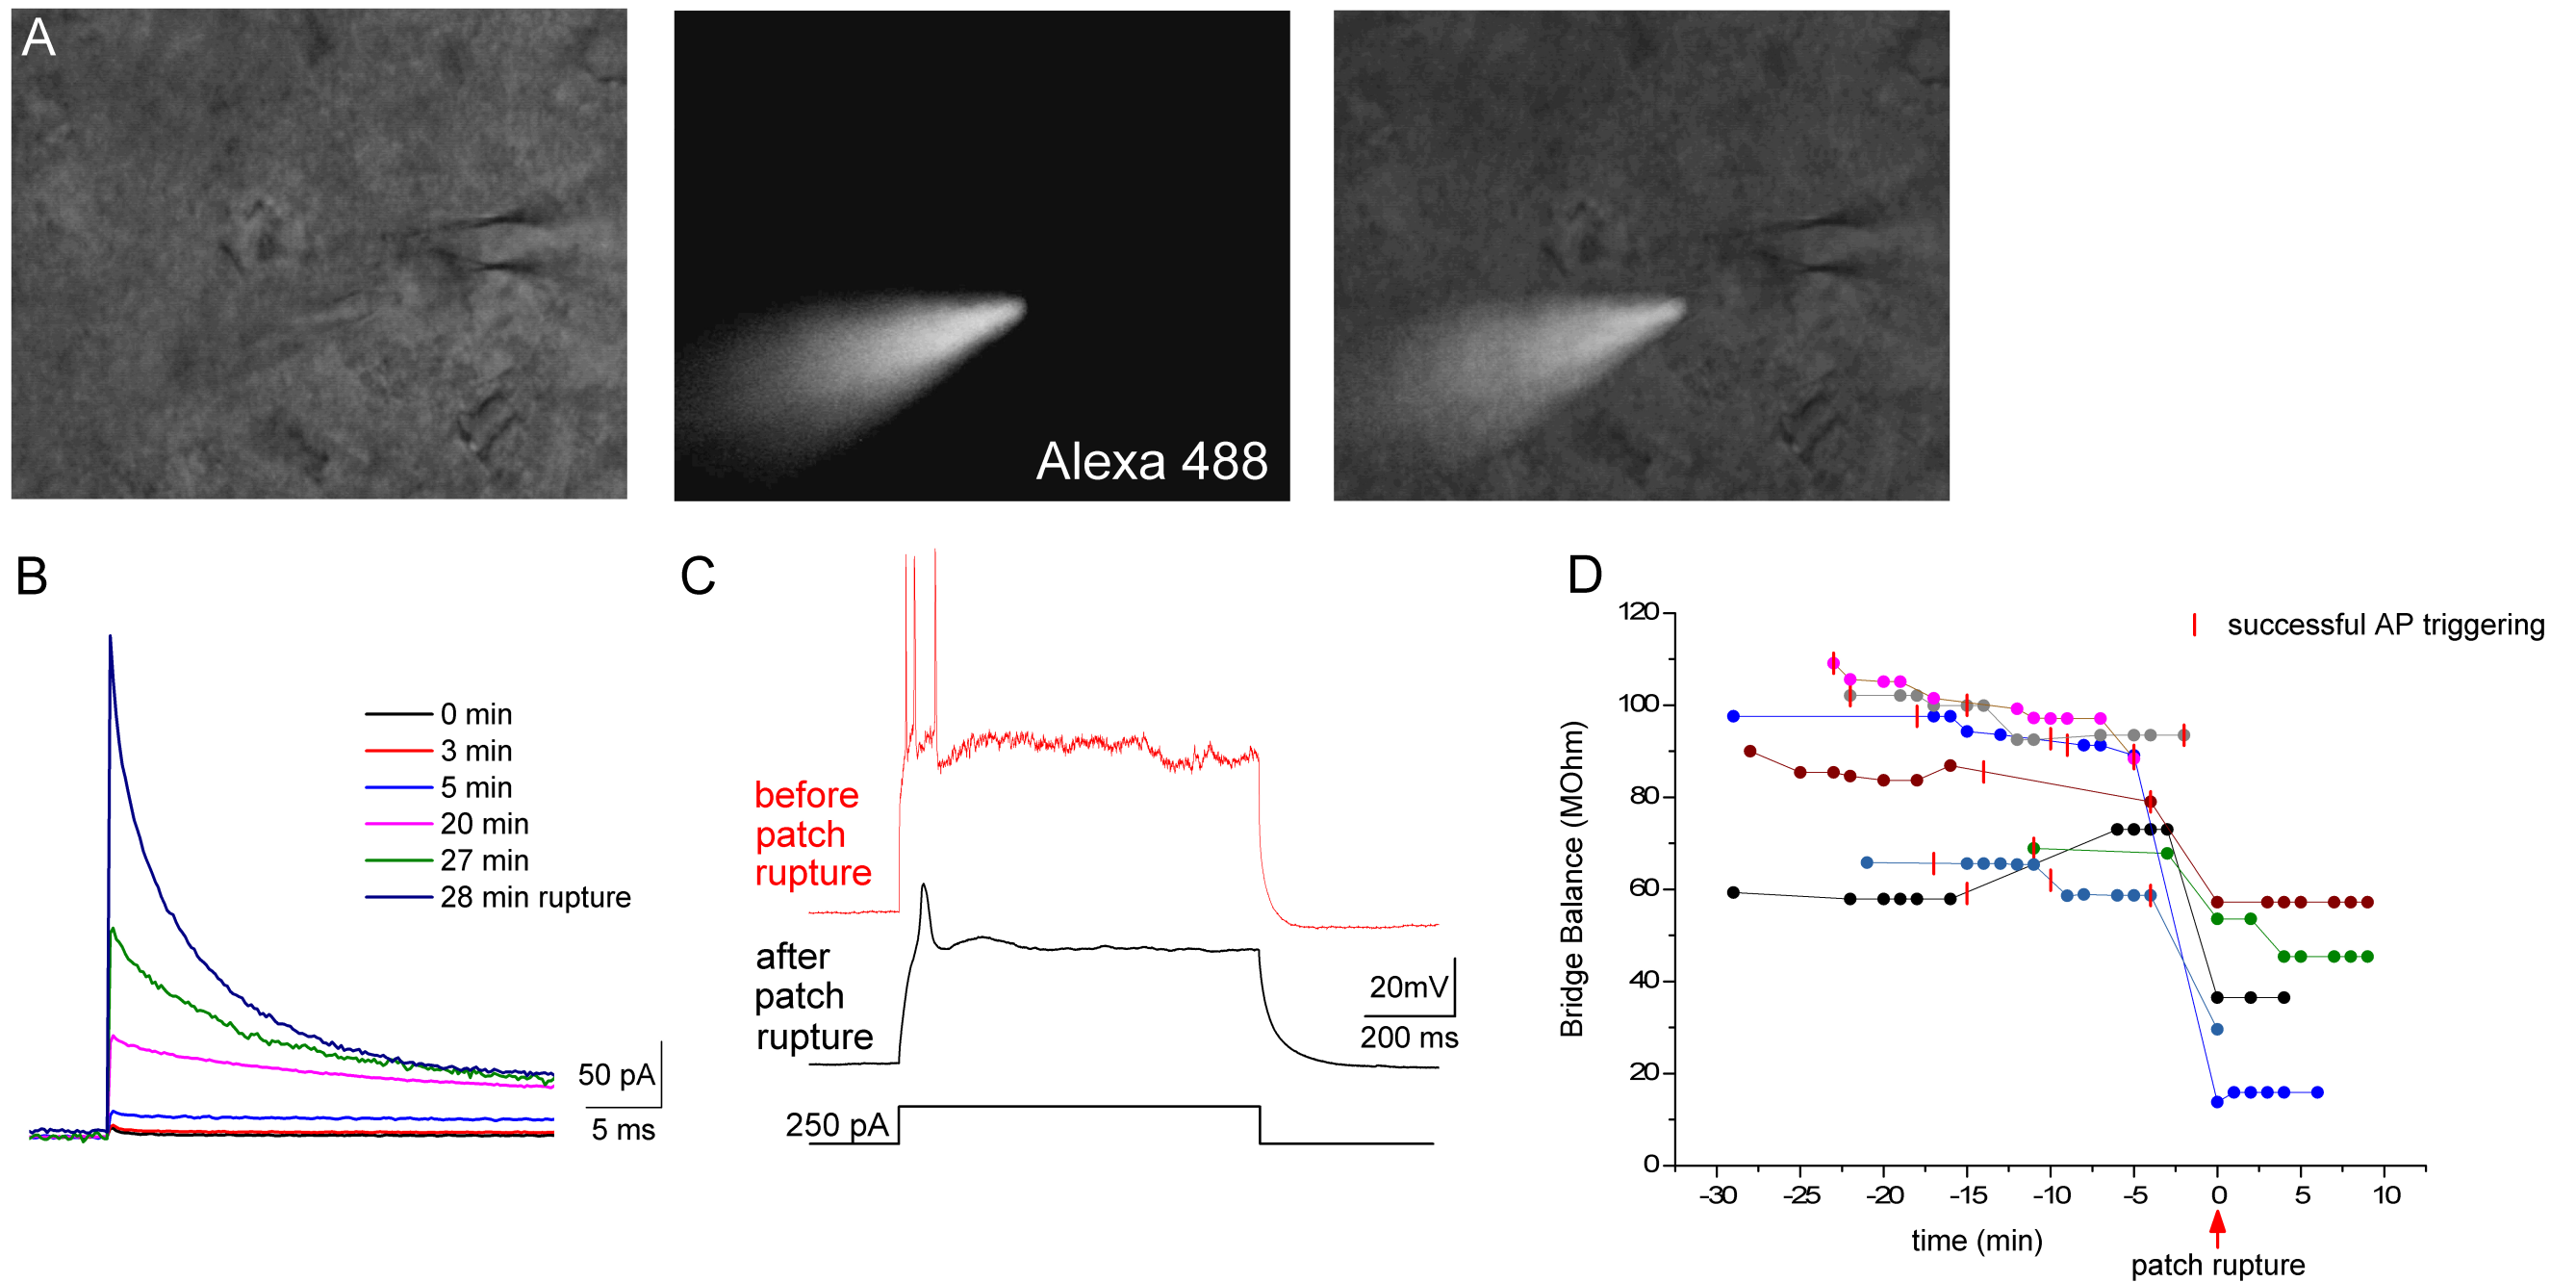 A
Alexa 488
B
0 min
3 min
5 min
20 min
27 min
28 min rupture
50 pA
5 ms
C
before
patch
rupture
after
patch
rupture
20mV
200 ms
250 pA
D
successful AP triggering
Bridge Balance (MOhm)
120
100
80
60
40
20
0
-30 -25 -20 -15 -10 -5 0 5 10
time (min)
patch rupture